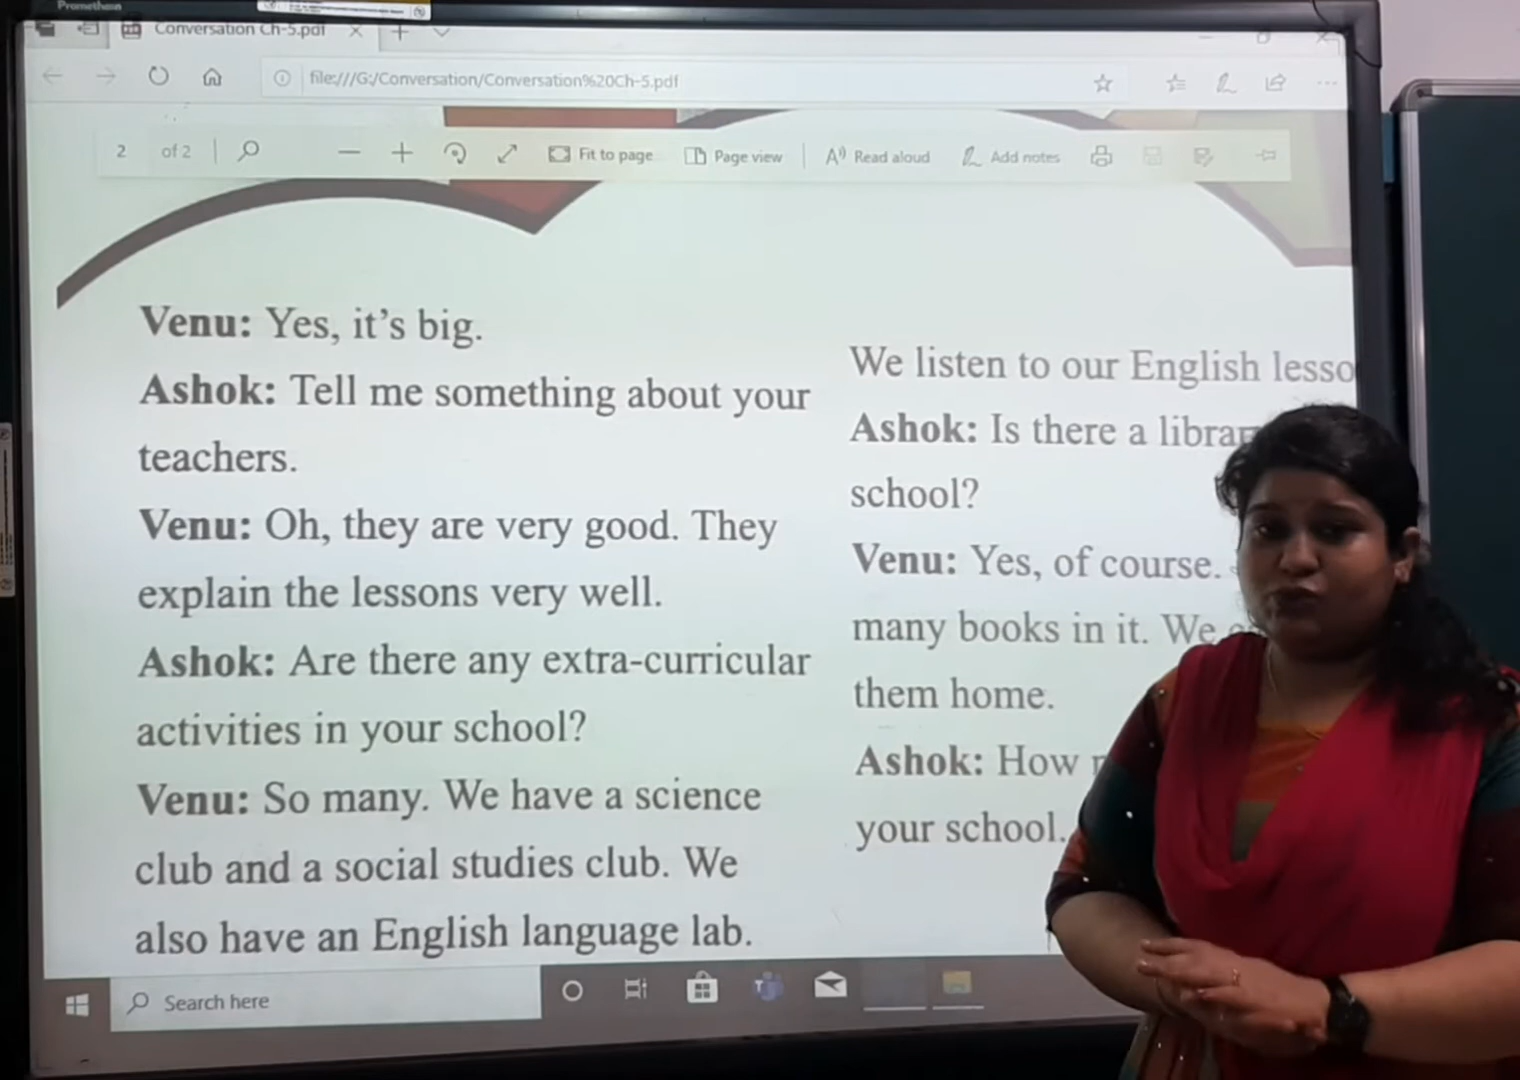 Promethean
Conversation Ch-5.pdf
file:///G:/Conversation/Conversation%20Ch-5.pdf
2 of 2 Fit to page Page view Read aloud Add notes
Venu: Yes, it's big.
Ashok: Tell me something about your
teachers.
Venu: Oh, they are very good. They
explain the lessons very well.
Ashok: Are there any extra-curricular
activities in your school?
Venu: So many. We have a science
club and a social studies club. We
also have an English language lab.
We listen to our English lesso
Ashok: Is there a librar
school?
Venu: Yes, of course.
many books in it. We
them home.
Ashok: How
your school.
Search here